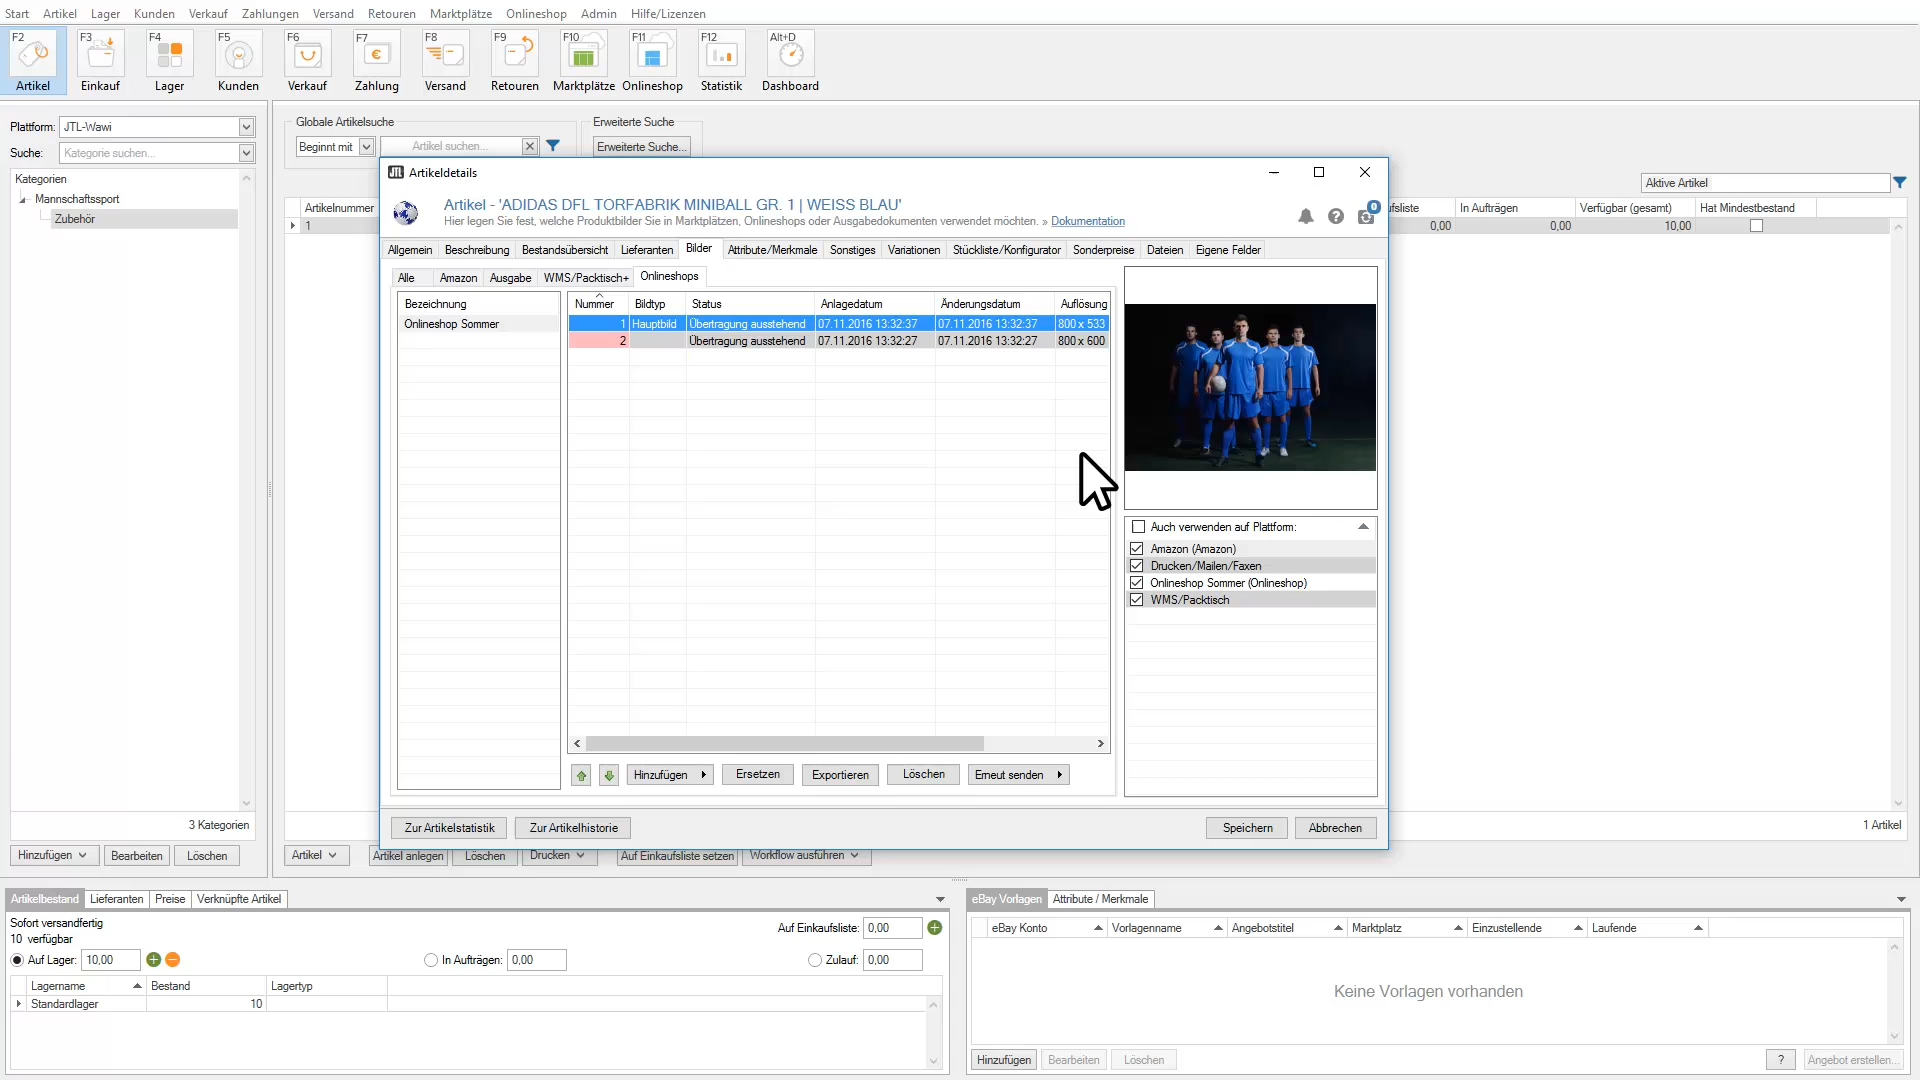 Start Artikel Lager Kunden Verkauf Zahlungen Versand Retouren Marktplätze Onlineshop Admin Hilfe/Lizenzen
F2 F3 F4 F5 F6 F7 F8 F9 F10 F11 F12 Alt+D
Artikel Einkauf Lager Kunden Verkauf Zahlung Versand Retouren Marktplätze Onlineshop Statistik Dashboard
Plattform: JTL-Wawi
Suche: Kategorie suchen...
Kategorien
Mannschaftssport
Zubehör
3 Kategorien
Hinzufügen Bearbeiten Löschen
Globale Artikelsuche
Beginnt mit Artikel suchen...
Erweiterte Suche
Erweiterte Suche...
Aktive Artikel
Artikelnummer ufsliste In Aufträgen Verfügbar (gesamt) Hat Mindestbestand
1 0,00 0,00 10,00
JTL Artikeldetails
Artikel - 'ADIDAS DFL TORFABRIK MINIBALL GR. 1 | WEISS BLAU'
Hier legen Sie fest, welche Produktbilder Sie in Marktplätzen, Onlineshops oder Ausgabedokumenten verwendet möchten. » Dokumentation
0
Allgemein Beschreibung Bestandsübersicht Lieferanten Bilder Attribute/Merkmale Sonstiges Variationen Stückliste/Konfigurator Sonderpreise Dateien Eigene Felder
Alle Amazon Ausgabe WMS/Packtisch+ Onlineshops
Bezeichnung
Onlineshop Sommer
Nummer Bildtyp Status Anlagedatum Änderungsdatum Auflösung
1 Hauptbild Übertragung ausstehend 07.11.2016 13:32:37 07.11.2016 13:32:37 800 x 533
2 Übertragung ausstehend 07.11.2016 13:32:27 07.11.2016 13:32:27 800 x 600
Auch verwenden auf Plattform:
Amazon (Amazon)
Drucken/Mailen/Faxen
Onlineshop Sommer (Onlineshop)
WMS/Packtisch
Hinzufügen Ersetzen Exportieren Löschen Erneut senden
Zur Artikelstatistik Zur Artikelhistorie Speichern Abbrechen
1 Artikel
Artikel Artikel anlegen Löschen Drucken Auf Einkaufsliste setzen Workflow ausführen
Artikelbestand Lieferanten Preise Verknüpfte Artikel
Sofort versandfertig
10 verfügbar
Auf Einkaufsliste: 0,00
Auf Lager: 10,00 In Aufträgen: 0,00 Zulauf: 0,00
Lagername Bestand Lagertyp
Standardlager 10
eBay Vorlagen Attribute / Merkmale
eBay Konto Vorlagenname Angebotstitel Marktplatz Einzustellende Laufende
Keine Vorlagen vorhanden
Hinzufügen Bearbeiten Löschen ? Angebot erstellen...